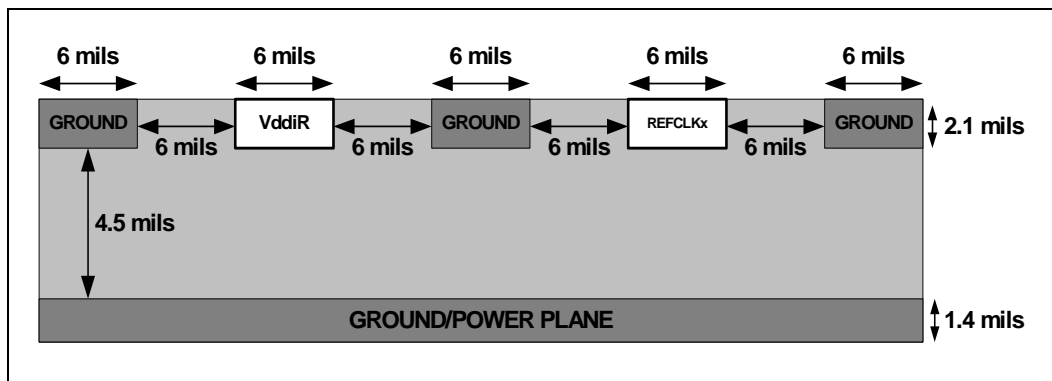 6 mils 6 mils 6 mils 6 mils 6 mils
GROUND VddiR GROUND REFCLKx GROUND
2.1 mils
6 mils 6 mils 6 mils 6 mils
4.5 mils
GROUND/POWER PLANE
1.4 mils